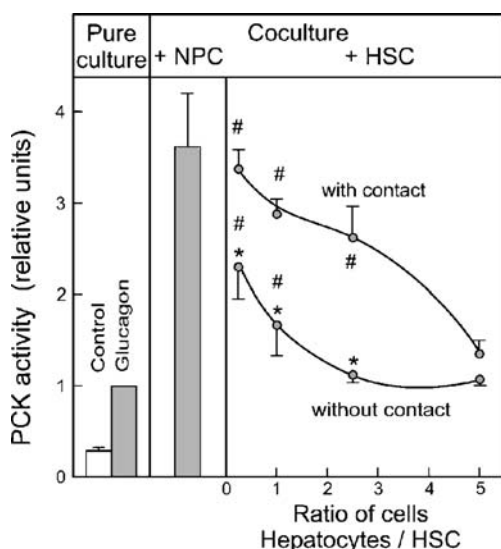 Pure
culture
Coculture
+ NPC
+ HSC
PCK activity (relative units)
4
3
2
1
0
Control
Glucagon
#
#
#
with contact
#
*
#
*
*
without contact
0 1 2 3 4 5
Ratio of cells
Hepatocytes / HSC